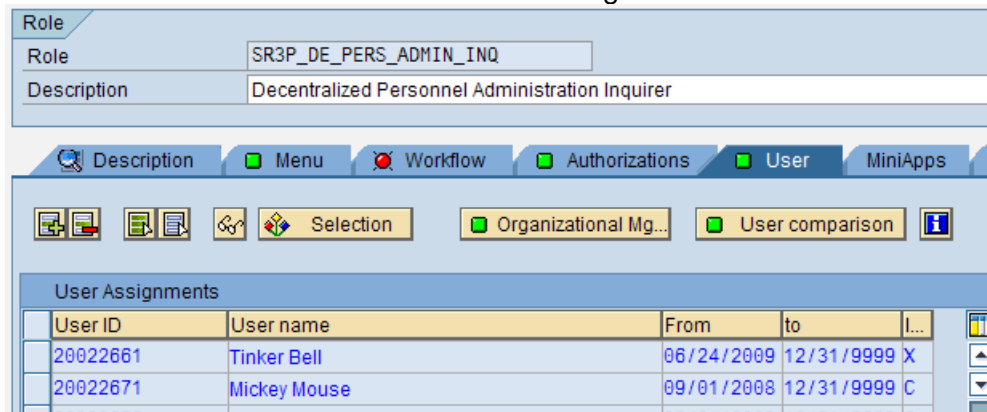 Role
Role SR3P_DE_PERS_ADMIN_INQ
Description Decentralized Personnel Administration Inquirer
Description Menu Workflow Authorizations User MiniApps
Selection Organizational Mg... User comparison
User Assignments
User ID User name From to I...
20022661 Tinker Bell 06/24/2009 12/31/9999 X
20022671 Mickey Mouse 09/01/2008 12/31/9999 C